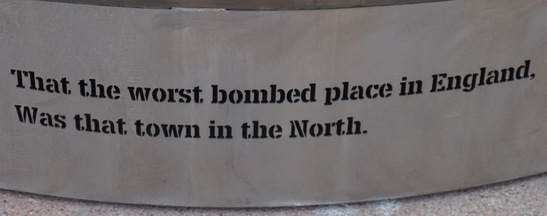 That the worst bombed place in England,
Was that town in the North.